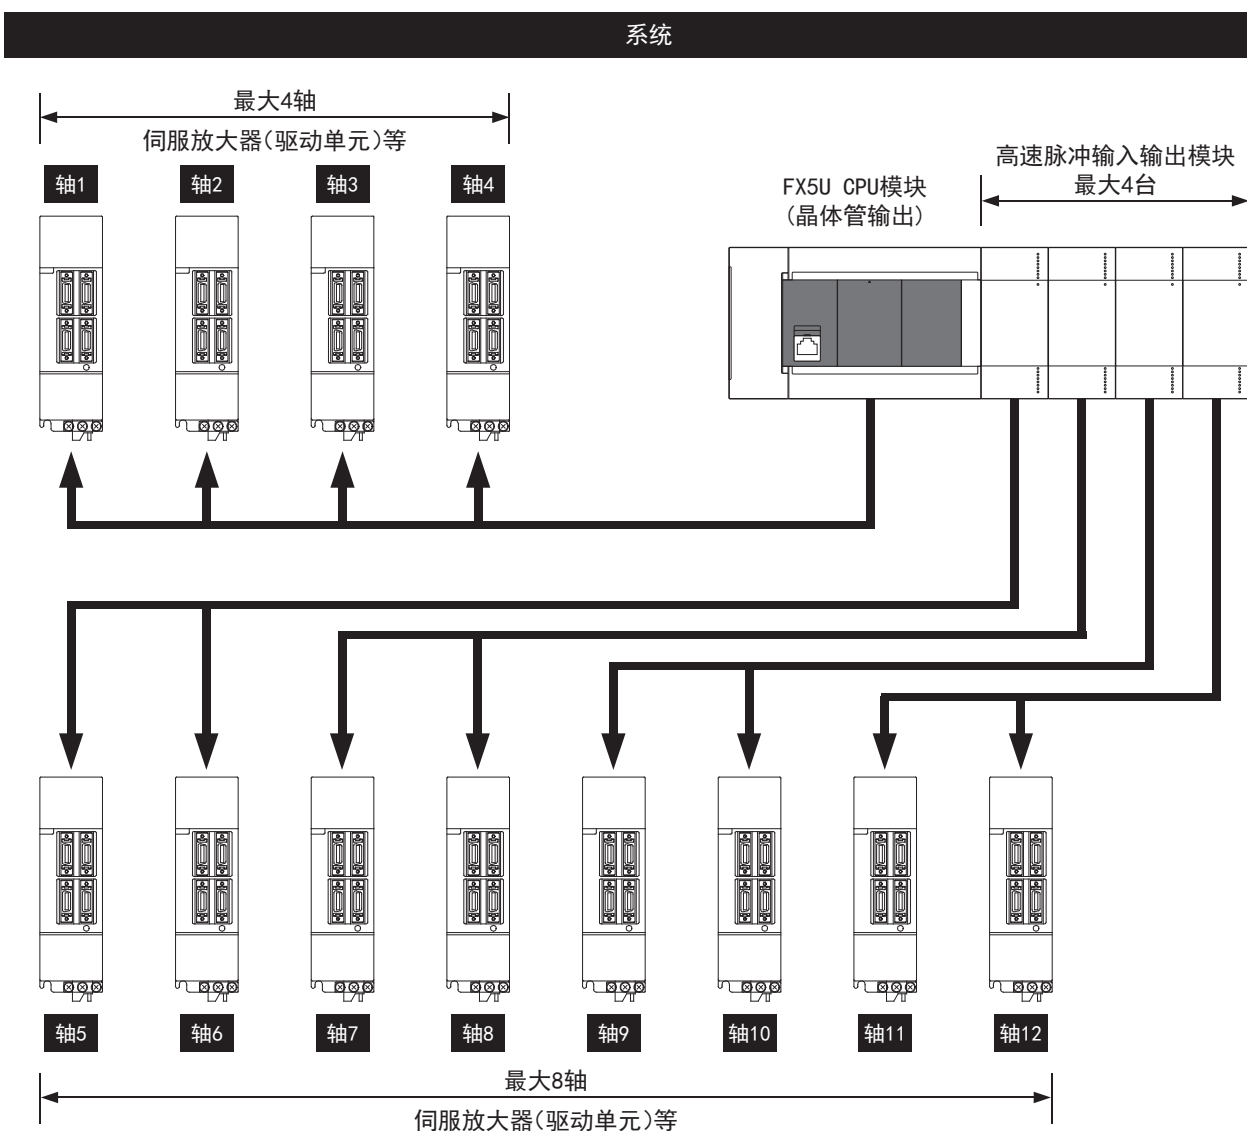 系统
最大4轴
伺服放大器(驱动单元)等
轴1
轴2
轴3
轴4
FX5U CPU模块
(晶体管输出)
高速脉冲输入输出模块
最大4台
轴5
轴6
轴7
轴8
轴9
轴10
轴11
轴12
最大8轴
伺服放大器(驱动单元)等